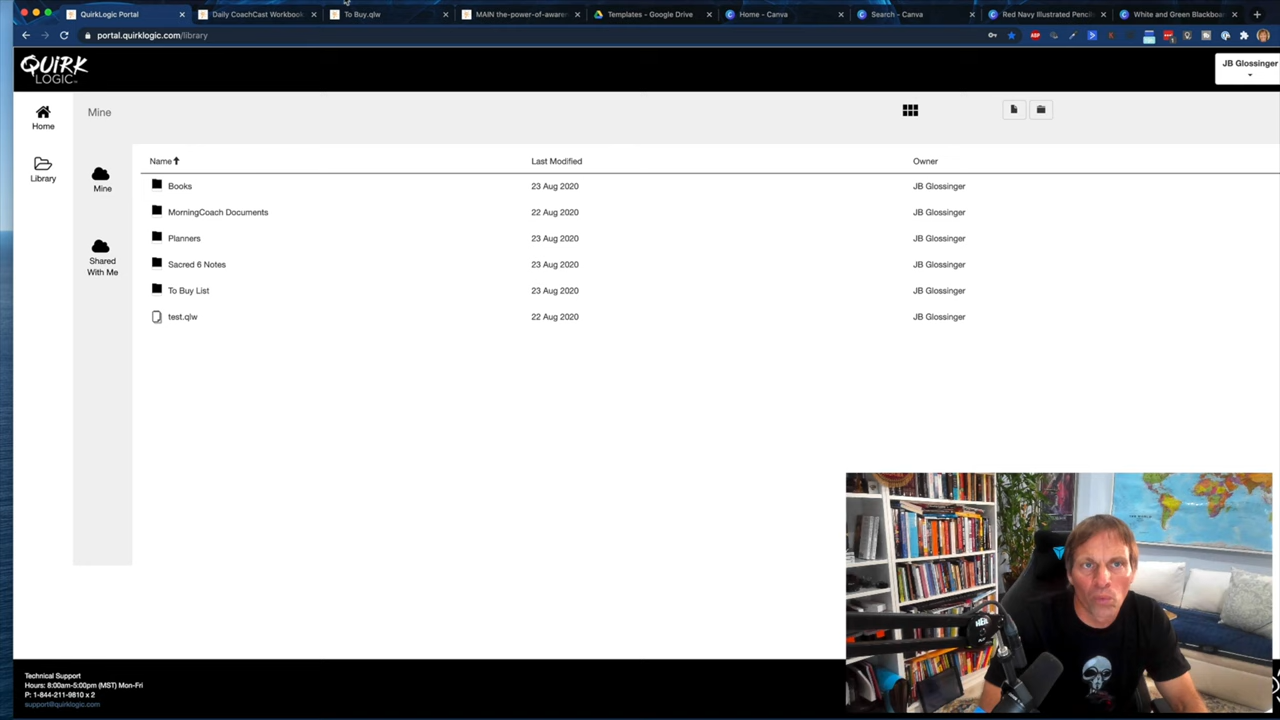 QuirkLogic Portal
Daily CoachCast Workbook
To Buy.qlw
MAIN the-power-of-aware
Templates - Google Drive
Home - Canva
Search - Canva
Red Navy Illustrated Pencil
White and Green Blackboa
portal.quirklogic.com/library
QUIRK
LOGIC
JB Glossinger
Home
Mine
Library
Name Last Modified Owner
Mine
Books 23 Aug 2020 JB Glossinger
MorningCoach Documents 22 Aug 2020 JB Glossinger
Planners 23 Aug 2020 JB Glossinger
Shared
With Me
Sacred 6 Notes 23 Aug 2020 JB Glossinger
To Buy List 23 Aug 2020 JB Glossinger
test.qlw 22 Aug 2020 JB Glossinger
Technical Support
Hours: 8:00am-5:00pm (MST) Mon-Fri
P: 1-844-211-9810 x 2
support@quirklogic.com